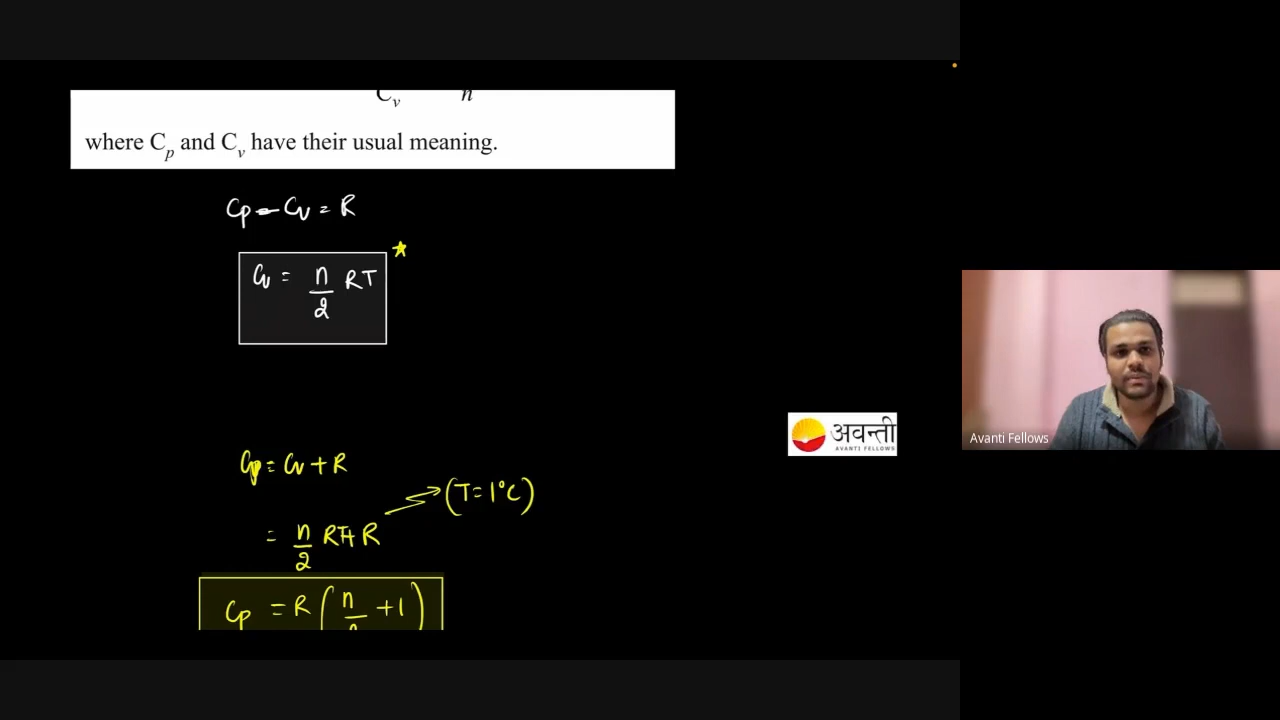 C_v n
where C_p and C_v have their usual meaning.
Cp - Cv = R
Cv = n/2 RT
Cp = Cv + R
(T = 1°C)
= n/2 RT + R
Cp = R (n/2 + 1)
अवन्ती
AVANTI FELLOWS
Avanti Fellows